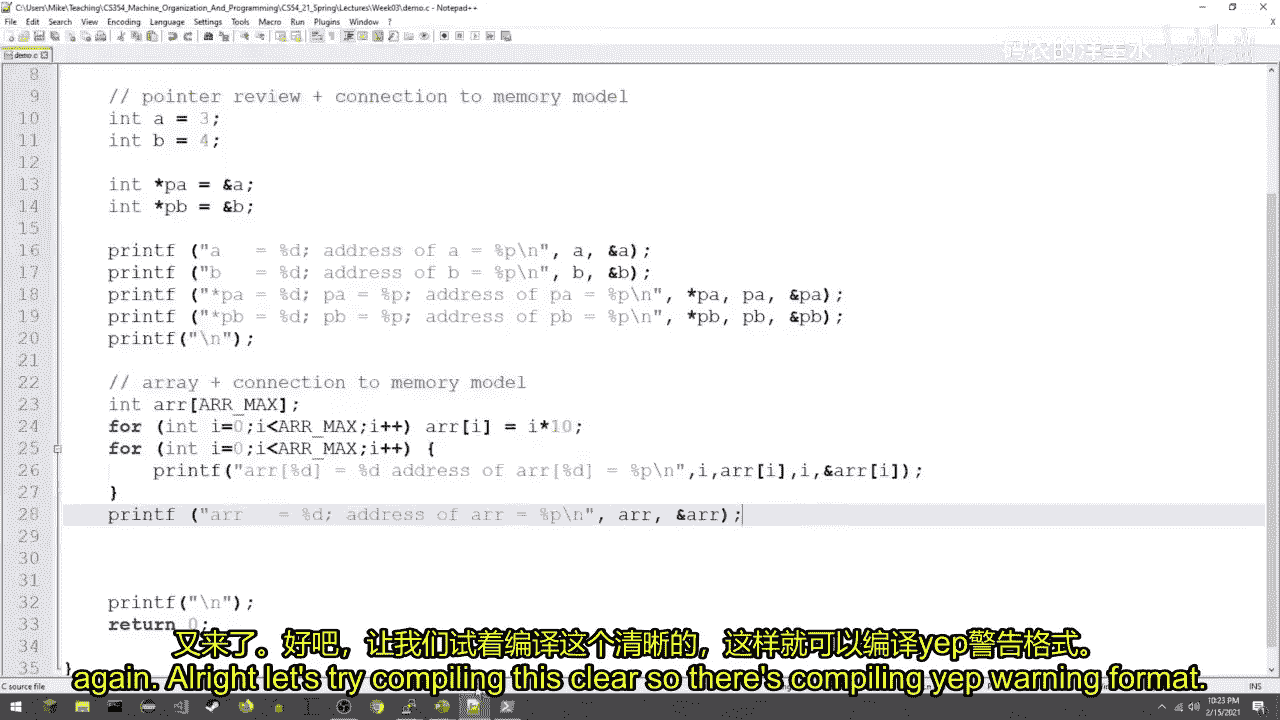 C:\Users\Mike\Teaching\CS354_Machine_Organization_And_Programming\CS54_21_Spring\Lectures\Week03\demo.c - Notepad++
File Edit Search View Encoding Language Settings Tools Macro Run Plugins Window ?
X
demo.c
码农的洋墨水
8
9 // pointer review + connection to memory model
10 int a = 3;
11 int b = 4;
12
13 int *pa = &a;
14 int *pb = &b;
15
16 printf ("a   = %d; address of a = %p\n", a, &a);
17 printf ("b   = %d; address of b = %p\n", b, &b);
18 printf ("*pa = %d; pa = %p; address of pa = %p\n", *pa, pa, &pa);
19 printf ("*pb = %d; pb = %p; address of pb = %p\n", *pb, pb, &pb);
20 printf("\n");
21
22 // array + connection to memory model
23 int arr[ARR_MAX];
24 for (int i=0;i<ARR_MAX;i++) arr[i] = i*10;
25 for (int i=0;i<ARR_MAX;i++) {
26 printf("arr[%d] = %d address of arr[%d] = %p\n",i,arr[i],i,&arr[i]);
27 }
28 printf ("arr   = %d; address of arr = %p\n", arr, &arr);
29
30
31
32 printf("\n");
33 return 0;
}
又来了。好吧，让我们试着编译这个清晰的，这样就可以编译yep警告格式。
again. Alright let's try compiling this clear so there's compiling yep warning format.
C source file
INS
10:23 PM
2/15/2021